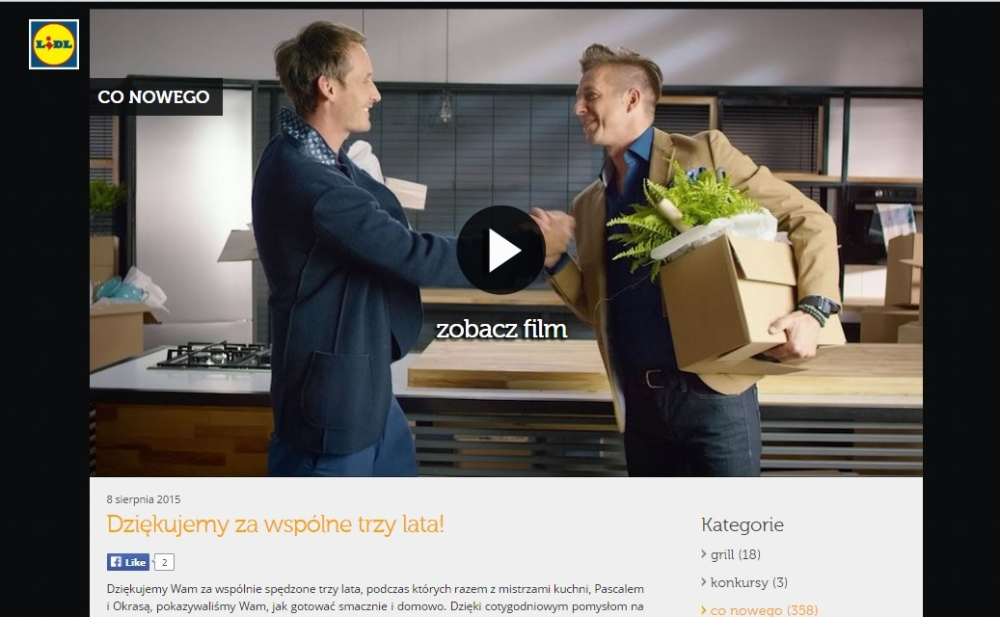 LIDL
CO NOWEGO
zobacz film
8 sierpnia 2015
Dziękujemy za wspólne trzy lata!
Like 2
Dziękujemy Wam za wspólnie spędzone trzy lata, podczas których razem z mistrzami kuchni, Pascalem
i Okrasą, pokazywaliśmy Wam, jak gotować smacznie i domowo. Dzięki cotygodniowym pomysłom na
Kategorie
grill (18)
konkursy (3)
co nowego (358)